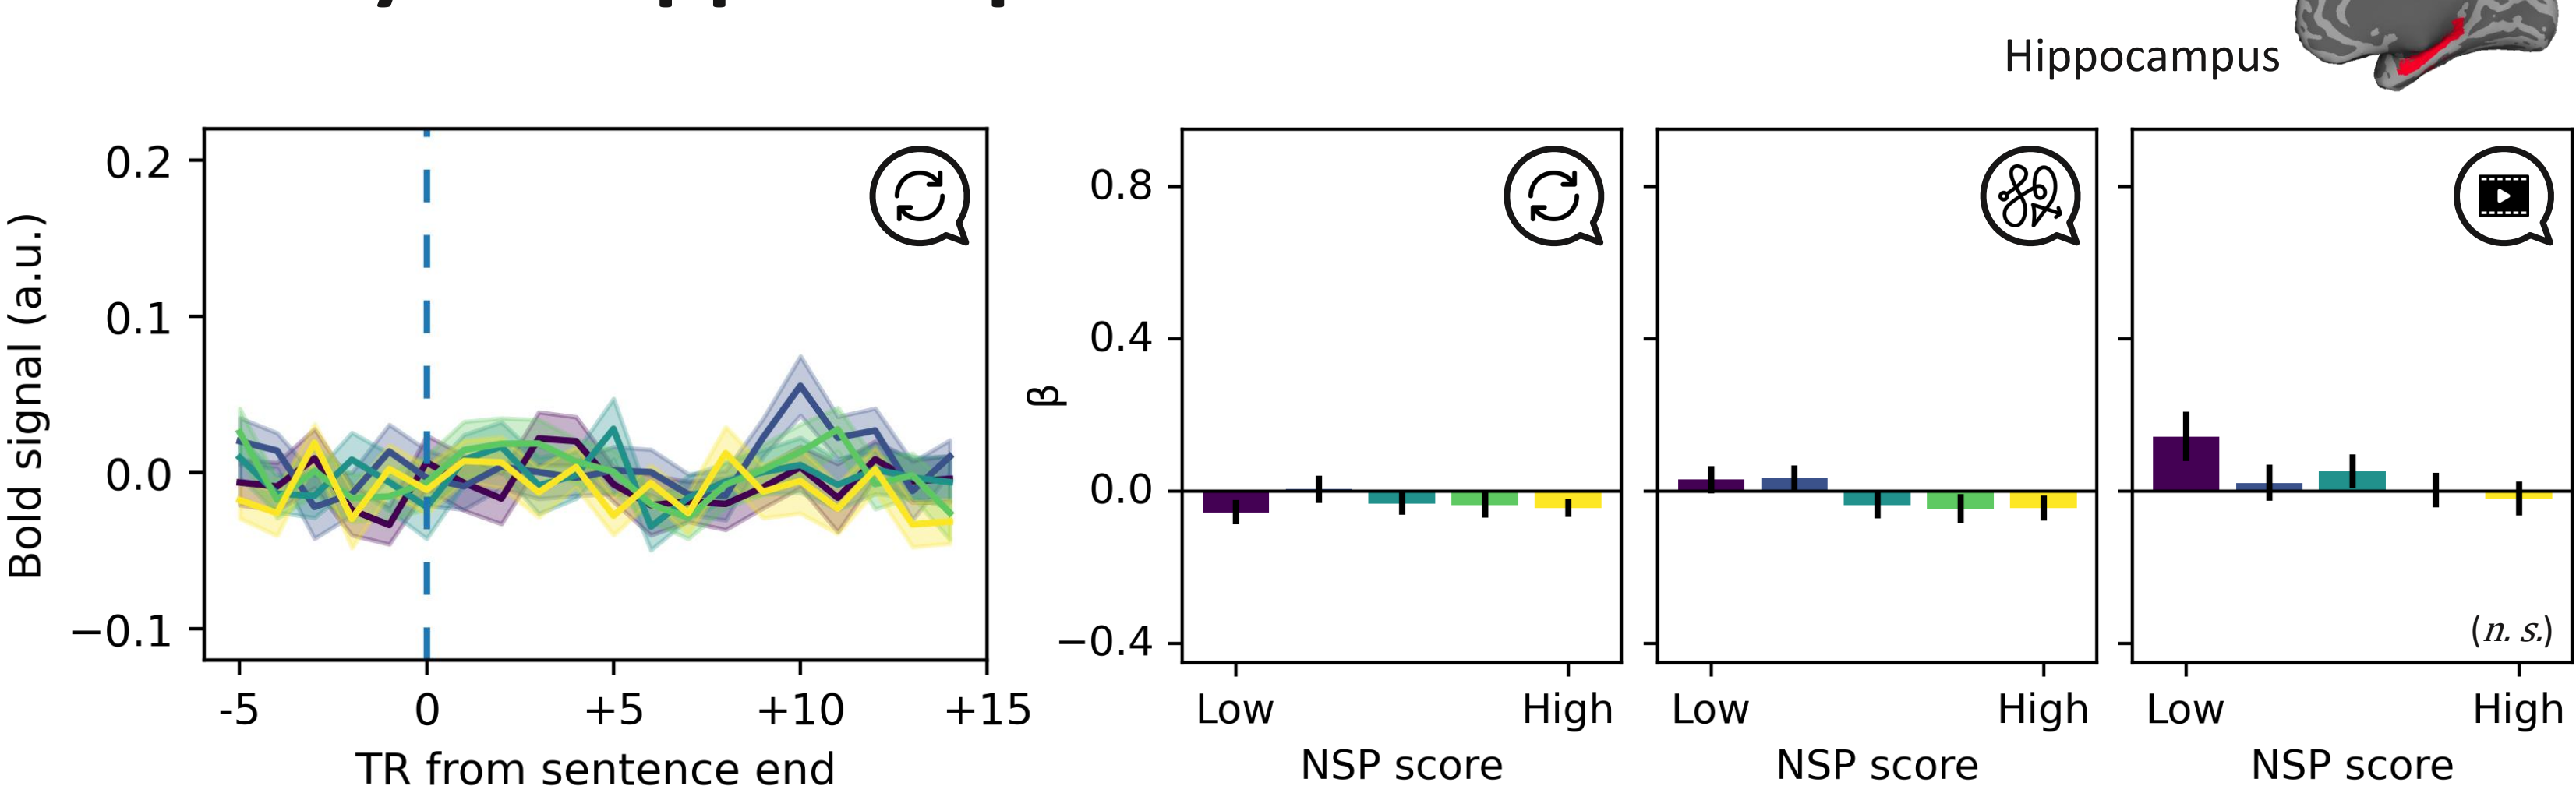 Hippocampus
Bold signal (a.u.)
0.2
0.1
0.0
−0.1
-5 0 +5 +10 +15
TR from sentence end
β
0.8
0.4
0.0
−0.4
Low High
NSP score
Low High
NSP score
(n. s.)
Low High
NSP score